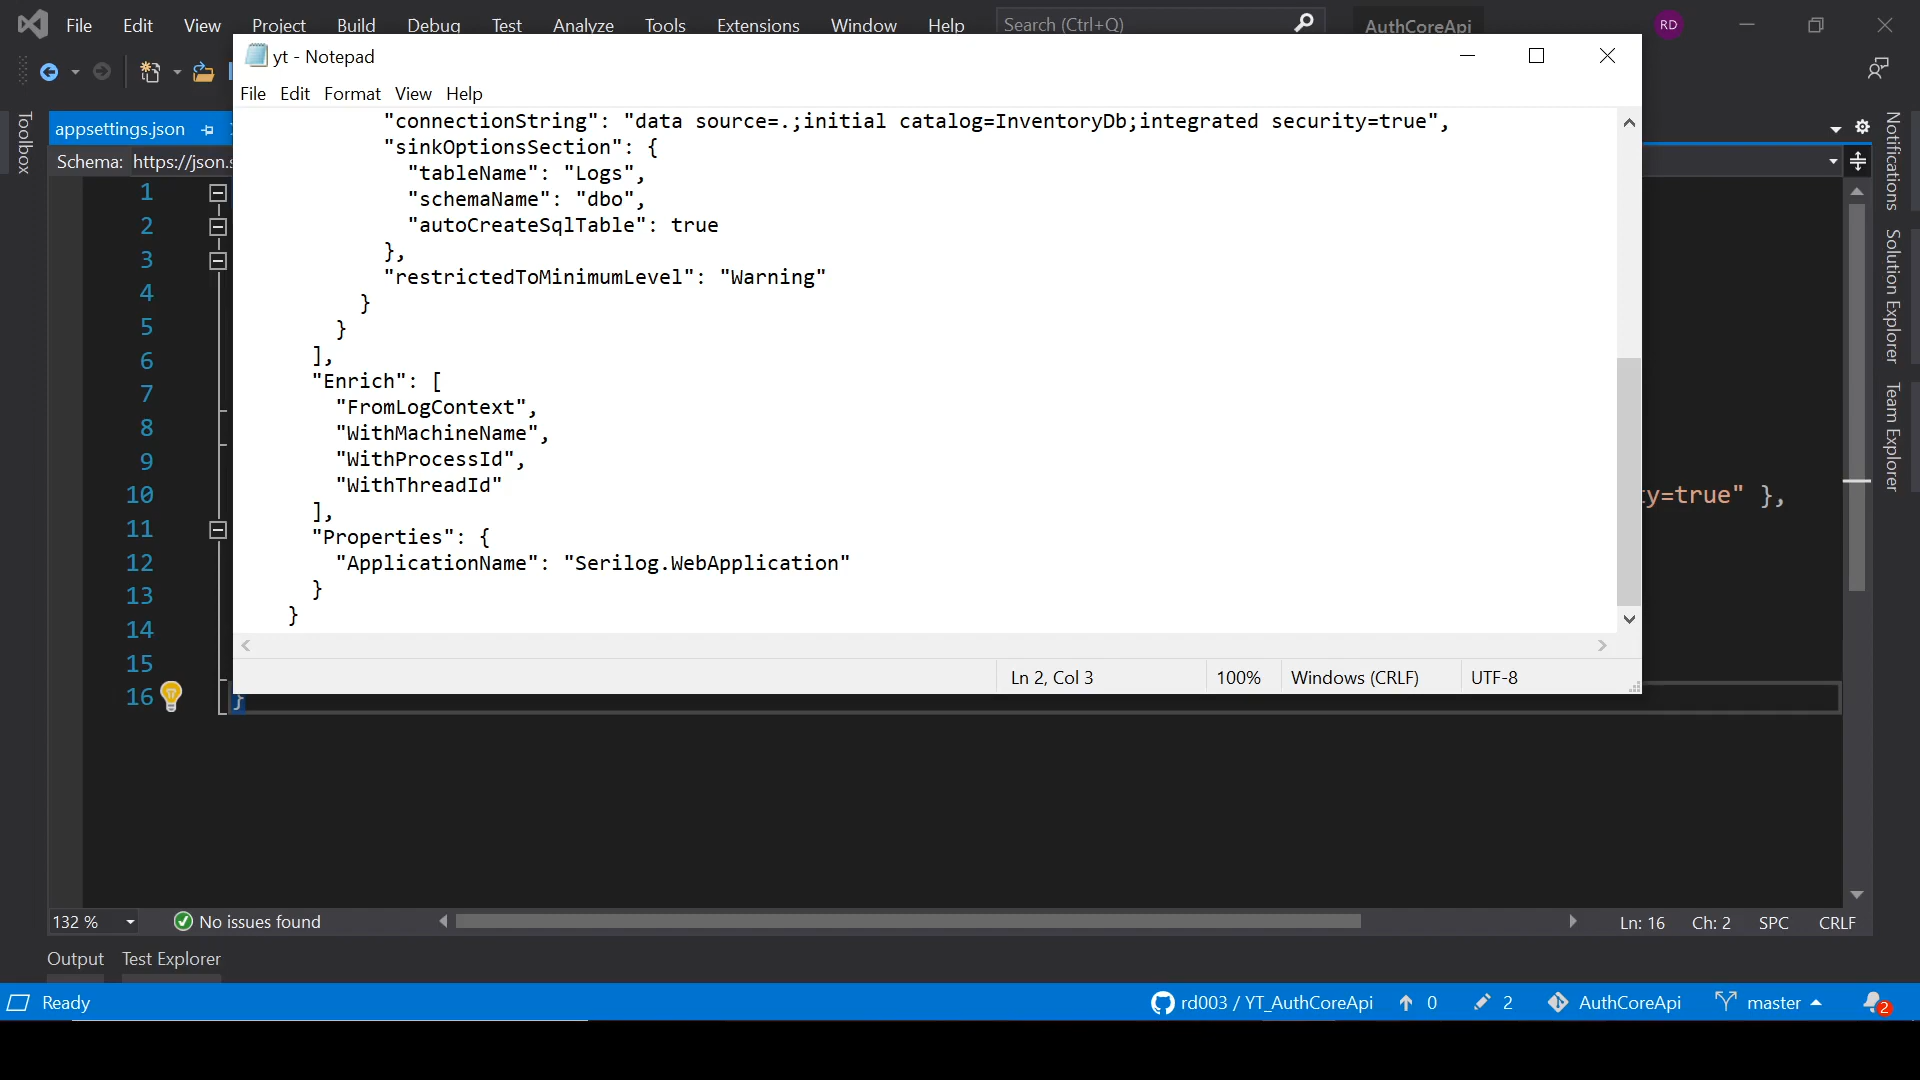 File Edit View Project Build Debug Test Analyze Tools Extensions Window Help Search (Ctrl+Q) AuthCoreApi RD
yt - Notepad
File Edit Format View Help
Toolbox
appsettings.json
Schema: https://json.s
1
2
3
4
5
6
7
8
9
10
11
12
13
14
15
16
"connectionString": "data source=.;initial catalog=InventoryDb;integrated security=true",
"sinkOptionsSection": {
"tableName": "Logs",
"schemaName": "dbo",
"autoCreateSqlTable": true
},
"restrictedToMinimumLevel": "Warning"
}
}
],
"Enrich": [
"FromLogContext",
"WithMachineName",
"WithProcessId",
"WithThreadId"
],
"Properties": {
"ApplicationName": "Serilog.WebApplication"
}
}
Ln 2, Col 3 100% Windows (CRLF) UTF-8
ty=true" },
}
Notifications
Solution Explorer
Team Explorer
132 % No issues found Ln: 16 Ch: 2 SPC CRLF
Output Test Explorer
Ready rd003 / YT_AuthCoreApi 0 2 AuthCoreApi master 2